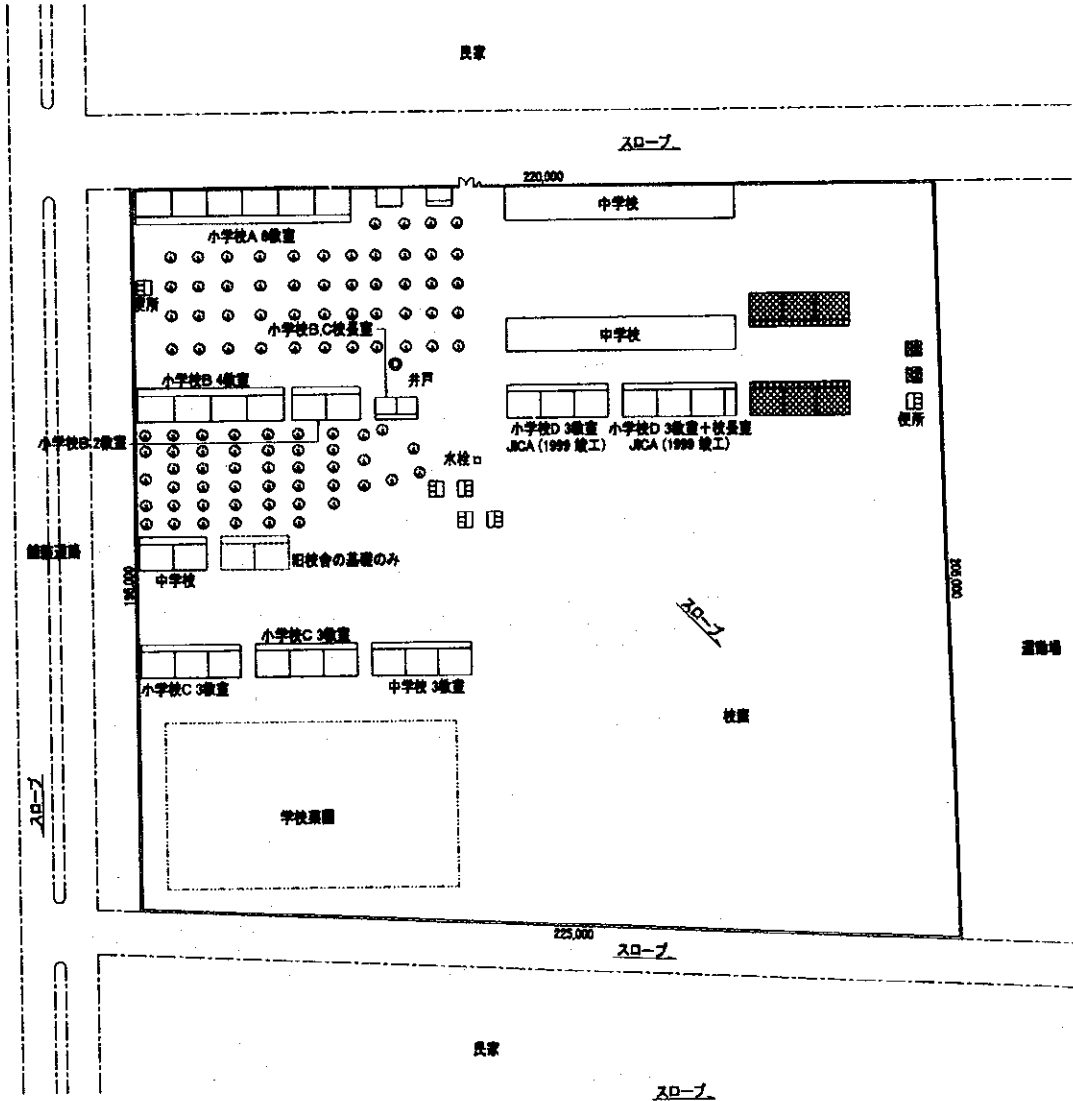 民家
スロープ
220,000
中学校
小学校A 6教室
便所
小学校B,C校長室
中学校
井戸
小学校B 4教室
小学校D 3教室
JICA (1999 竣工)
小学校D 3教室+校長室
JICA (1999 竣工)
便所
小学校B 2教室
水栓
舗装道路
旧校舎の基礎のみ
中学校
195,000
205,000
スロープ
小学校C 3教室
小学校C 3教室
中学校 3教室
運動場
校庭
学校菜園
スロープ
225,000
スロープ
民家
スロープ